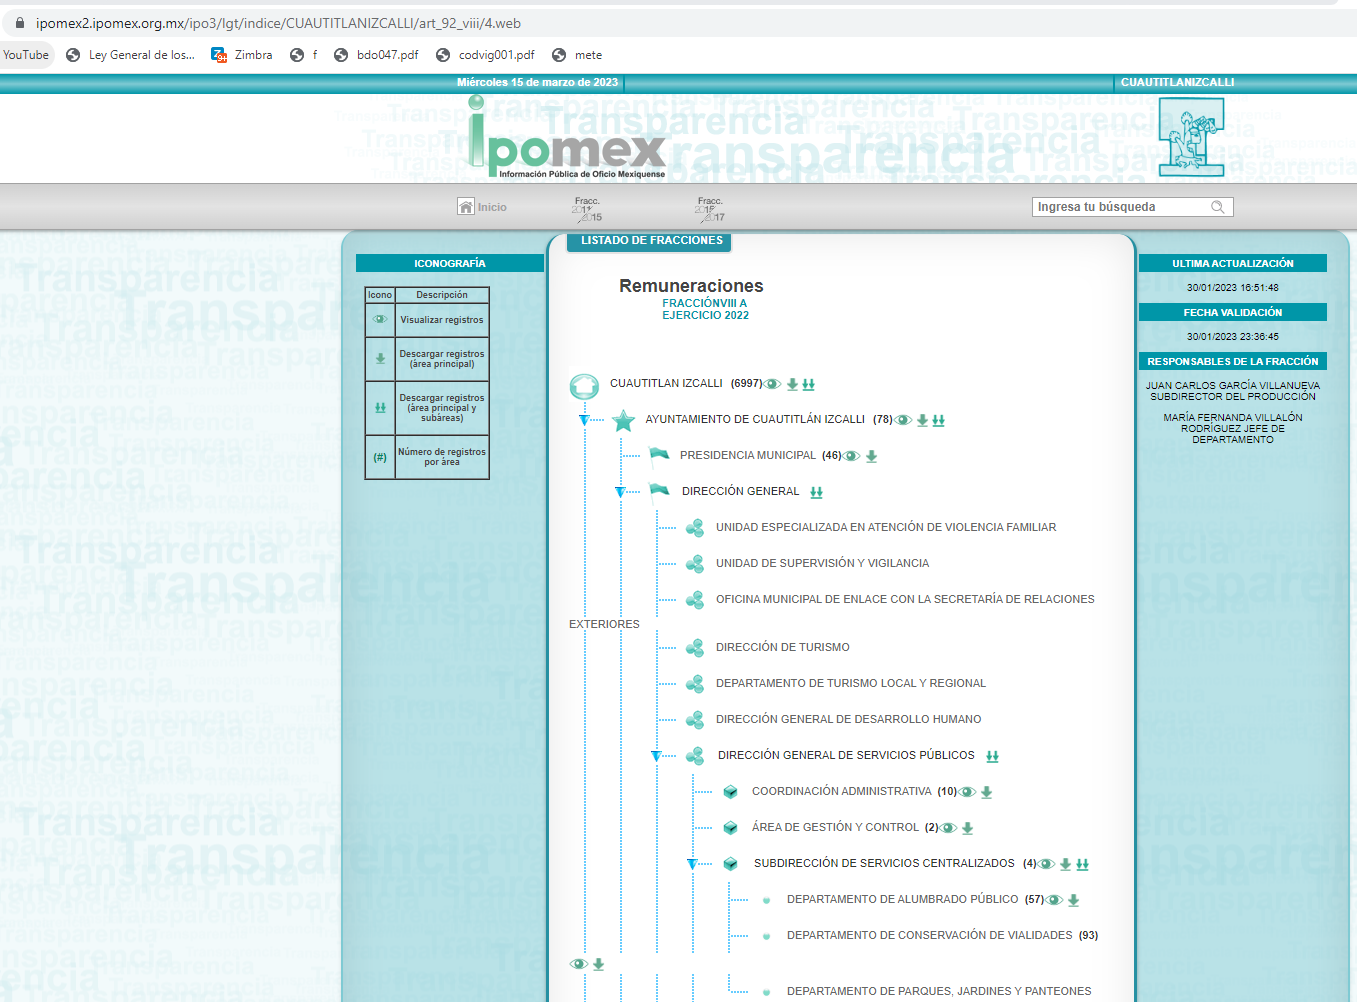 ipomex2.ipomex.org.mx/ipo3/lgt/indice/CUAUTITLANIZCALLI/art_92_viii/4.web
YouTube Ley General de los... Zimbra f bdo047.pdf codvig001.pdf mete
Miércoles 15 de marzo de 2023 CUAUTITLANIZCALLI
ipomex
Información Pública de Oficio Mexiquense
Transparencia
Inicio
Fracc.
2015
Fracc.
2017
Ingresa tu búsqueda
ICONOGRAFÍA
Icono Descripción
Visualizar registros
Descargar registros
(área principal)
Descargar registros
(área principal y
subáreas)
(#) Número de registros
por área
LISTADO DE FRACCIONES
Remuneraciones
FRACCIÓNVIII A
EJERCICIO 2022
CUAUTITLAN IZCALLI (6997)
AYUNTAMIENTO DE CUAUTITLÁN IZCALLI (78)
PRESIDENCIA MUNICIPAL (46)
DIRECCIÓN GENERAL
UNIDAD ESPECIALIZADA EN ATENCIÓN DE VIOLENCIA FAMILIAR
UNIDAD DE SUPERVISIÓN Y VIGILANCIA
OFICINA MUNICIPAL DE ENLACE CON LA SECRETARÍA DE RELACIONES
EXTERIORES
DIRECCIÓN DE TURISMO
DEPARTAMENTO DE TURISMO LOCAL Y REGIONAL
DIRECCIÓN GENERAL DE DESARROLLO HUMANO
DIRECCIÓN GENERAL DE SERVICIOS PÚBLICOS
COORDINACIÓN ADMINISTRATIVA (10)
ÁREA DE GESTIÓN Y CONTROL (2)
SUBDIRECCIÓN DE SERVICIOS CENTRALIZADOS (4)
DEPARTAMENTO DE ALUMBRADO PÚBLICO (57)
DEPARTAMENTO DE CONSERVACIÓN DE VIALIDADES (93)
DEPARTAMENTO DE PARQUES, JARDINES Y PANTEONES
ULTIMA ACTUALIZACIÓN
30/01/2023 16:51:48
FECHA VALIDACIÓN
30/01/2023 23:36:45
RESPONSABLES DE LA FRACCIÓN
JUAN CARLOS GARCÍA VILLANUEVA
SUBDIRECTOR DEL PRODUCCIÓN
MARÍA FERNANDA VILLALÓN
RODRÍGUEZ JEFE DE
DEPARTAMENTO